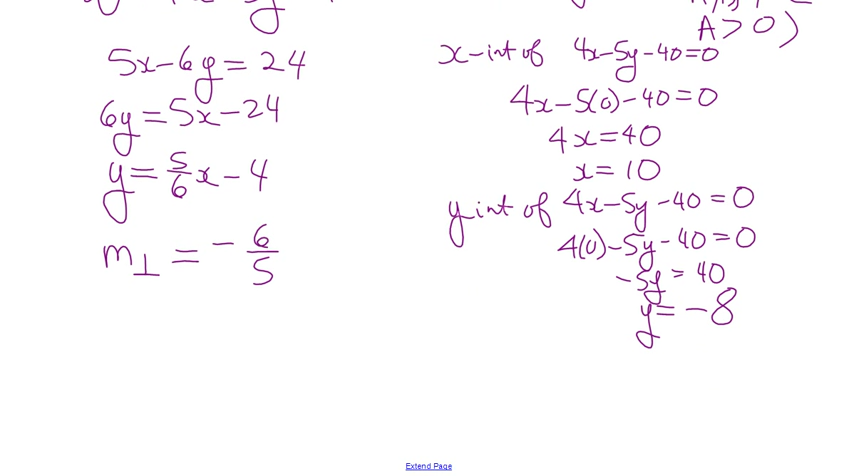 A > 0)
5x - 6y = 24
6y = 5x - 24
y = 5/6 x - 4
m⊥ = - 6/5
x-int of 4x - 5y - 40 = 0
4x - 5(0) - 40 = 0
4x = 40
x = 10
y int of 4x - 5y - 40 = 0
4(0) - 5y - 40 = 0
-5y = 40
y = -8
Extend Page